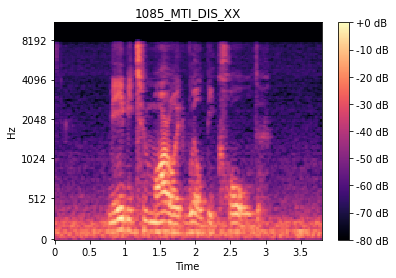 1085_MTI_DIS_XX
+0 dB
8192
-10 dB
4096
-20 dB
-30 dB
2048
Hz
-40 dB
1024
-50 dB
512
-60 dB
-70 dB
0
-80 dB
0 0.5 1 1.5 2 2.5 3 3.5
Time